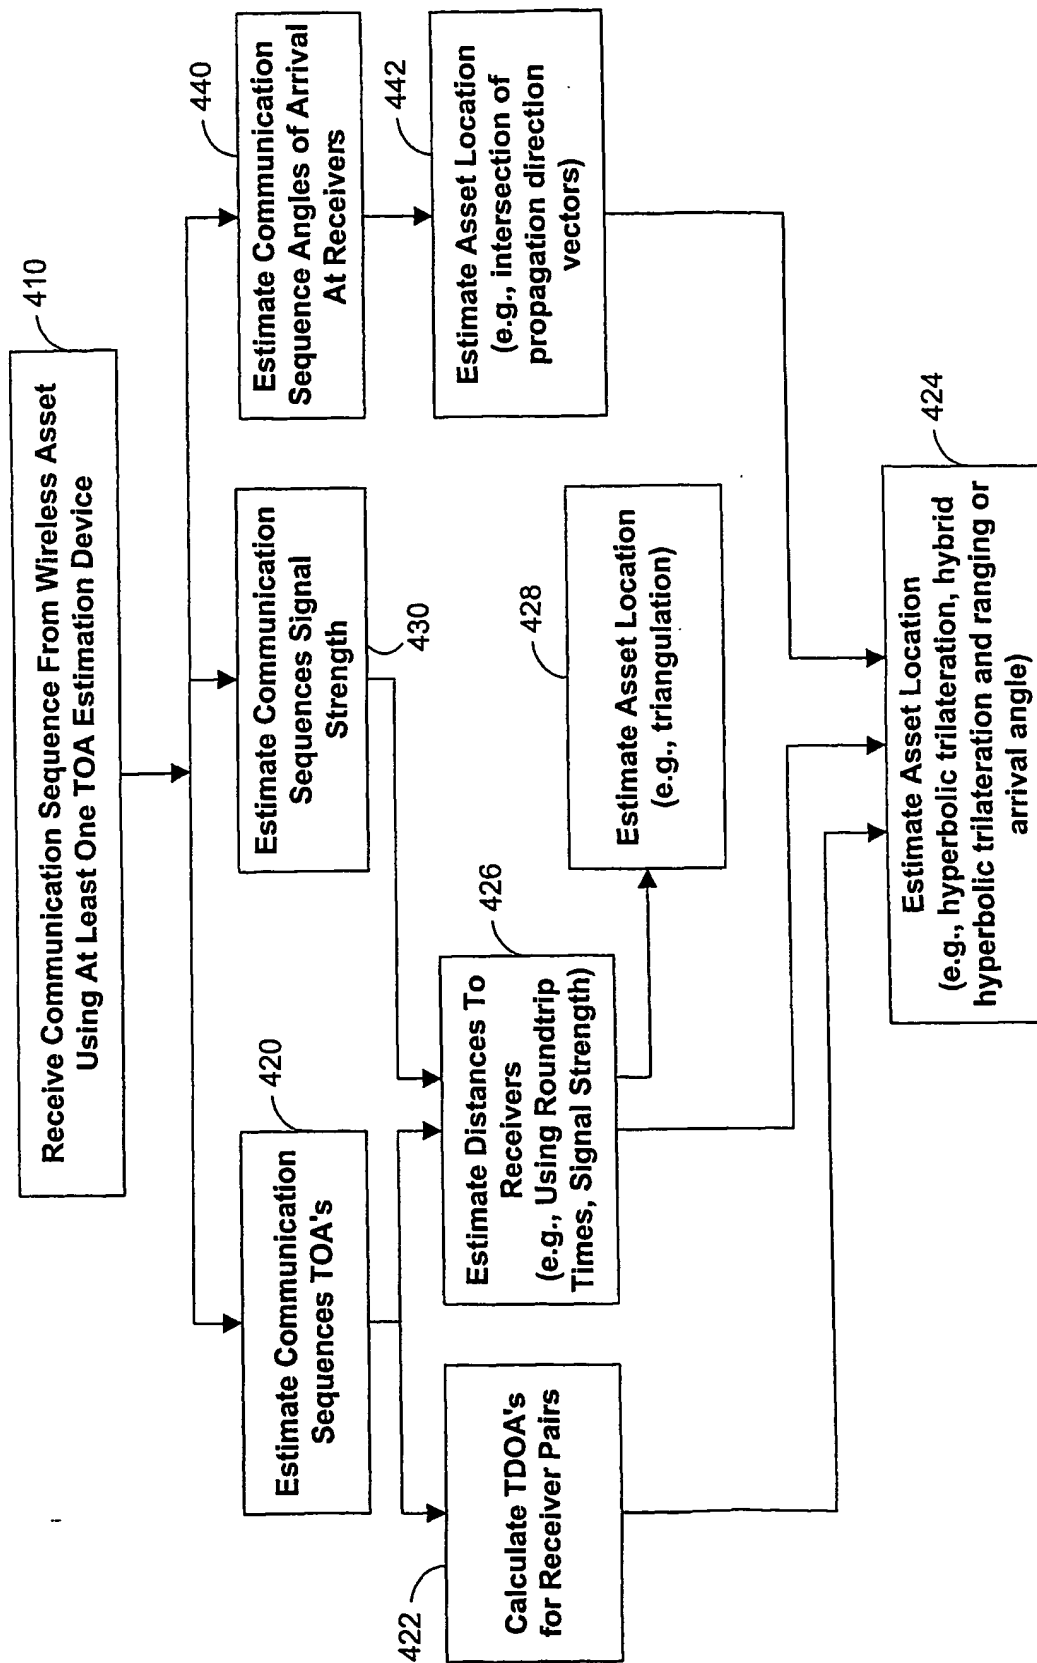 Receive Communication Sequence From Wireless Asset
Using At Least One TOA Estimation Device
410
Estimate Communication
Sequences TOA's
420
Estimate Communication
Sequences Signal
Strength
430
Estimate Communication
Sequence Angles of Arrival
At Receivers
440
Calculate TDOA's
for Receiver Pairs
422
Estimate Distances To
Receivers
(e.g., Using Roundtrip
Times, Signal Strength)
426
Estimate Asset Location
(e.g., triangulation)
428
Estimate Asset Location
(e.g., intersection of
propagation direction
vectors)
442
Estimate Asset Location
(e.g., hyperbolic trilateration, hybrid
hyperbolic trilateration and ranging or
arrival angle)
424